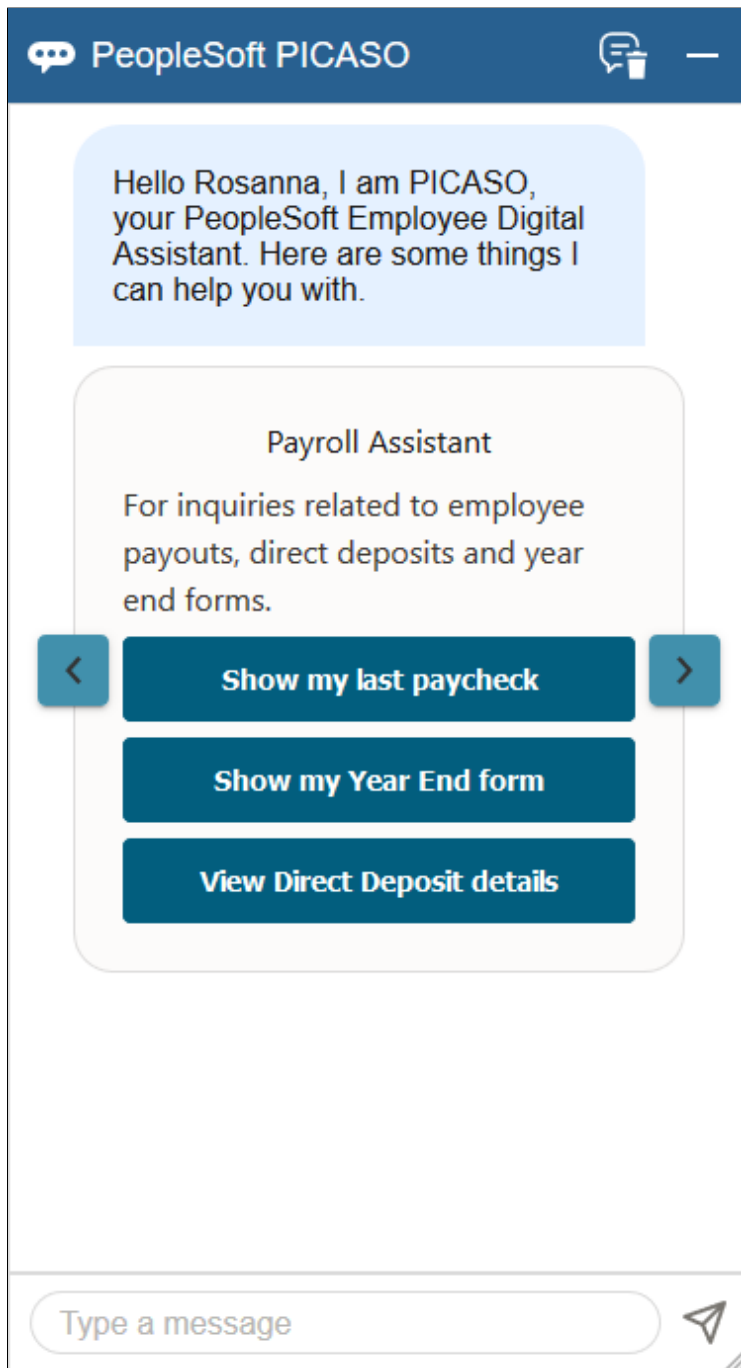 PeopleSoft PICASO
Hello Rosanna, I am PICASO,
your PeopleSoft Employee Digital
Assistant. Here are some things I
can help you with.
Payroll Assistant
For inquiries related to employee
payouts, direct deposits and year
end forms.
Show my last paycheck
Show my Year End form
View Direct Deposit details
Type a message